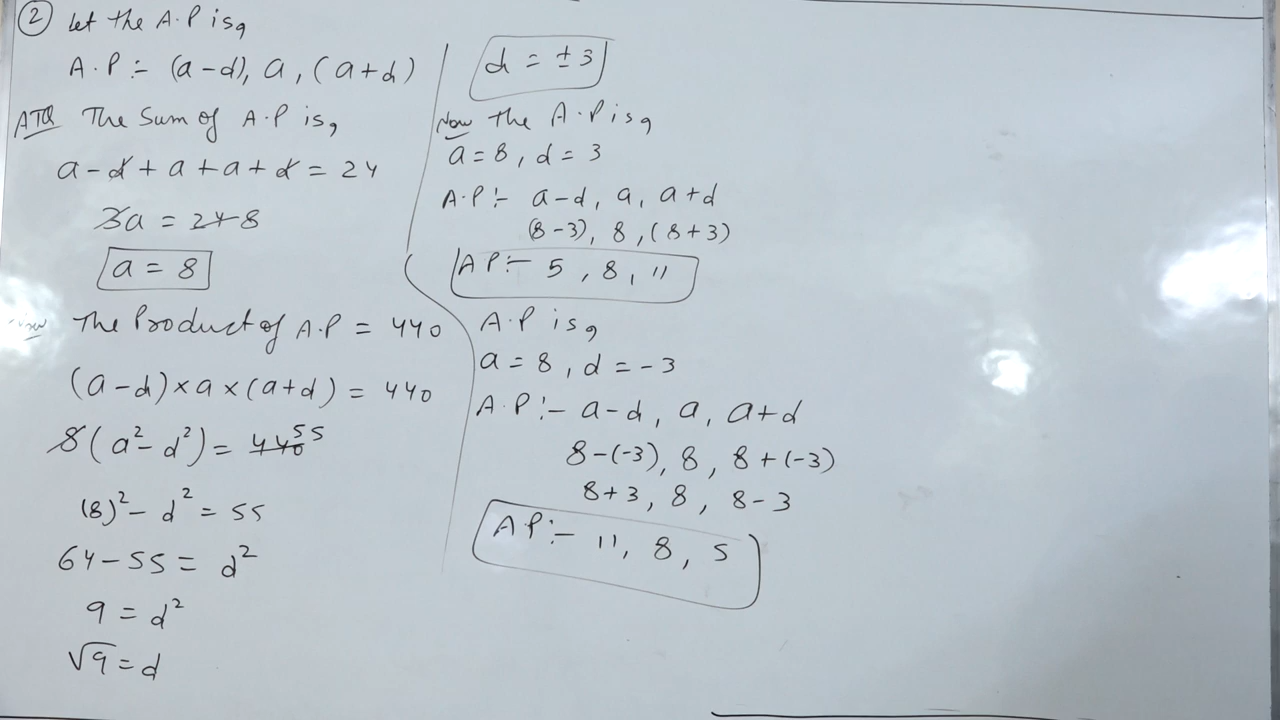 ② Let the A.P is,
A.P :- (a-d), a, (a+d)
ATQ The Sum of A.P is,
a-d + a + a + d = 24
3a = 24 8
a = 8
The Product of A.P = 440
(a-d) × a × (a+d) = 440
8(a² - d²) = 440 55
(8)² - d² = 55
64 - 55 = d²
9 = d²
√9 = d
d = ± 3
Now the A.P is,
a = 8, d = 3
A.P :- a-d, a, a+d
(8-3), 8, (8+3)
AP :- 5, 8, 11
A.P is,
a = 8, d = -3
A.P :- a-d, a, a+d
8-(-3), 8, 8+(-3)
8+3, 8, 8-3
AP :- 11, 8, 5